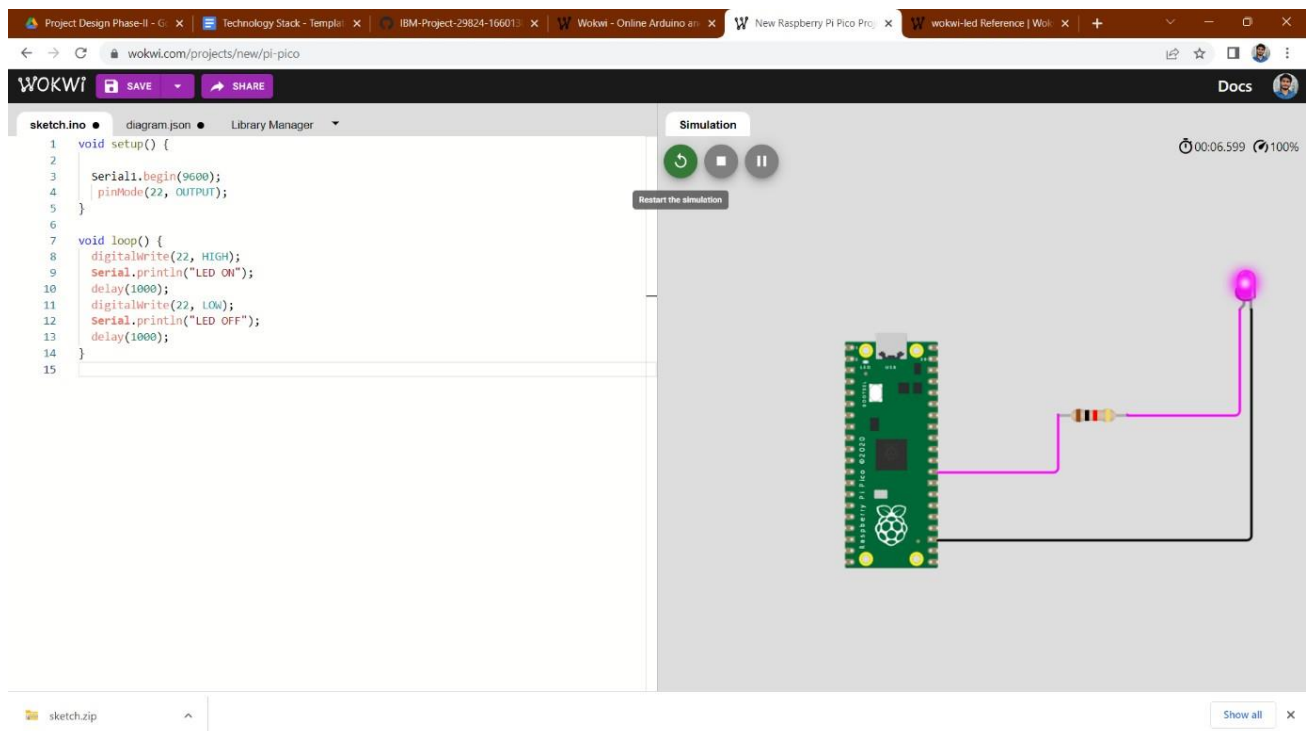 Project Design Phase-II - G
Technology Stack - Templat
IBM-Project-29824-166013
Wokwi - Online Arduino an
New Raspberry Pi Pico Proj
wokwi-led Reference | Wok
wokwi.com/projects/new/pi-pico
WOKWi
SAVE
SHARE
Docs
sketch.ino
diagram.json
Library Manager
Simulation
00:06.599
100%
Restart the simulation
1 void setup() {
2
3 Serial1.begin(9600);
4 pinMode(22, OUTPUT);
5 }
6
7 void loop() {
8 digitalWrite(22, HIGH);
9 Serial.println("LED ON");
10 delay(1000);
11 digitalWrite(22, LOW);
12 Serial.println("LED OFF");
13 delay(1000);
14 }
15
LED
USB
BOOTSEL
Raspberry Pi Pico ©2020
sketch.zip
Show all